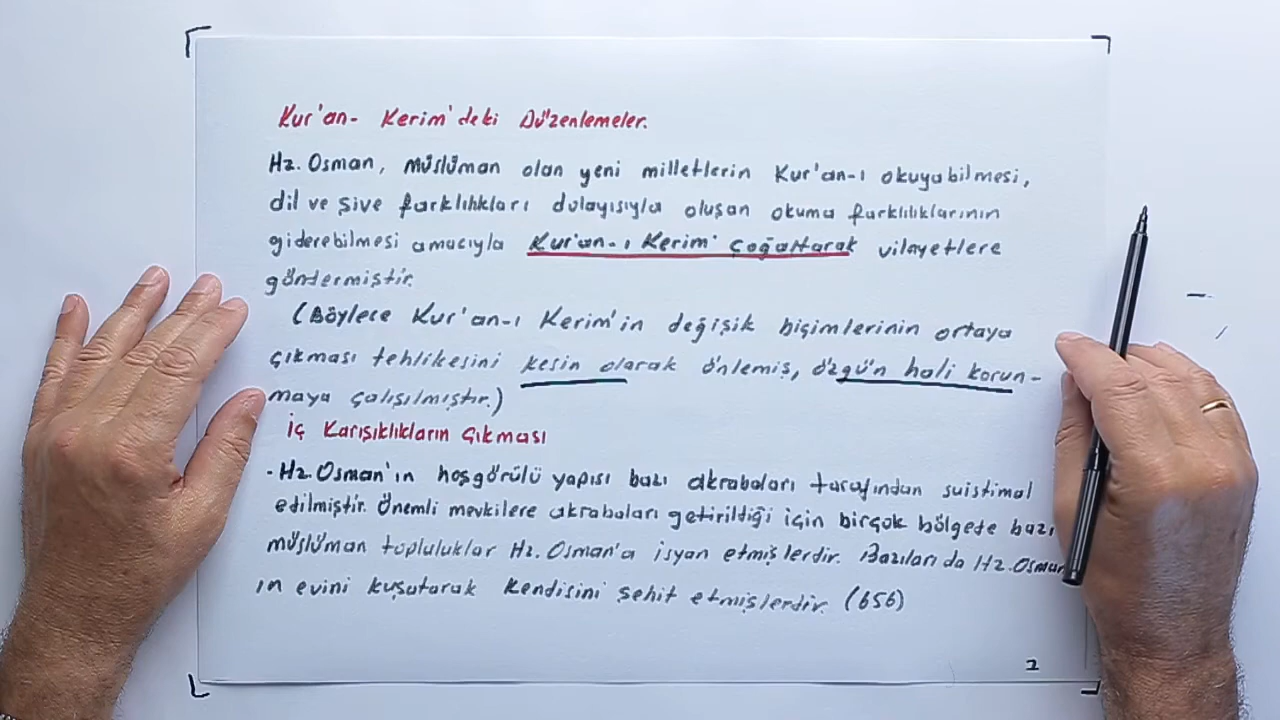 Kur'an- Kerim'deki Düzenlemeler.
Hz. Osman, müslüman olan yeni milletlerin Kur'an-ı okuyabilmesi,
dil ve şive farklılıkları dolayısıyla oluşan okuma farklılıklarının
giderebilmesi amacıyla Kur'an-ı Kerim' çoğaltarak vilayetlere
göndermiştir.
(Böylece Kur'an-ı Kerim'in değişik biçimlerinin ortaya
çıkması tehlikesini kesin olarak önlemiş, özgün hali korun-
maya çalışılmıştır.)
İç Karışıklıkların Çıkması
- Hz. Osman'ın hoşgörülü yapısı bazı akrabaları tarafından suistimal
edilmiştir. Önemli mevkilere akrabaları getirildiği için birçok bölgede bazı
müslüman topluluklar Hz. Osman'a isyan etmişlerdir. Bazıları da Hz. Osman
ın evini kuşatarak kendisini şehit etmişlerdir. (656)
2